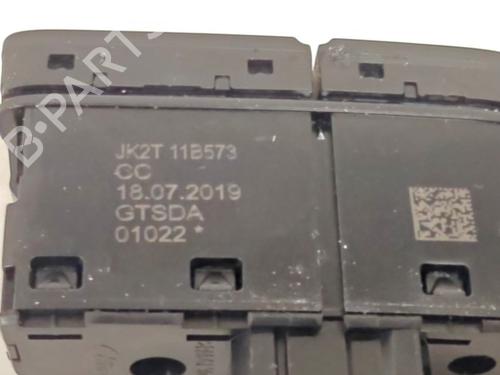 B-PARTS
JK2T 11B573
CC
18.07.2019
GTSDA
01022 *